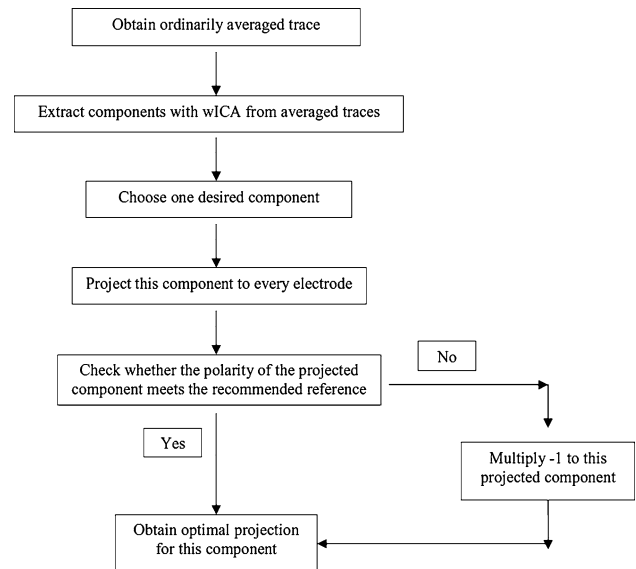 Obtain ordinarily averaged trace
Extract components with wICA from averaged traces
Choose one desired component
Project this component to every electrode
Check whether the polarity of the projected
component meets the recommended reference
No
Yes
Multiply -1 to this
projected component
Obtain optimal projection
for this component